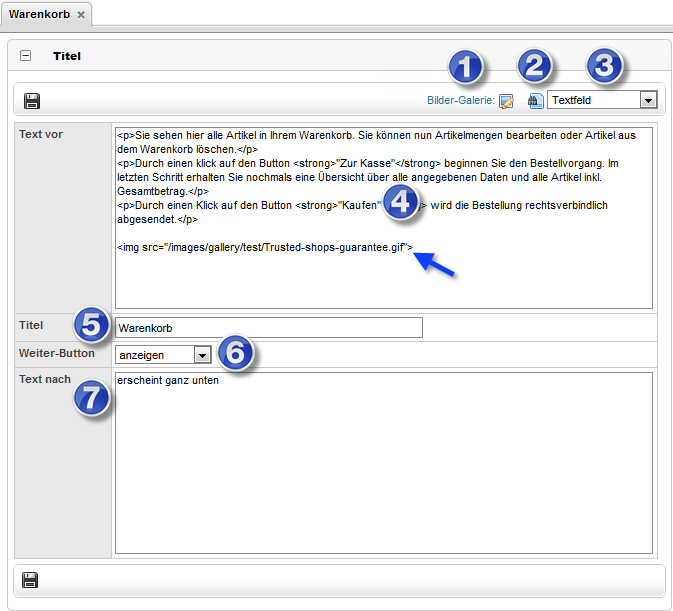 Warenkorb
Titel
1 2 3
Bilder-Galerie: Textfeld
Text vor
<p>Sie sehen hier alle Artikel in Ihrem Warenkorb. Sie können nun Artikelmengen bearbeiten oder Artikel aus
dem Warenkorb löschen.</p>
<p>Durch einen klick auf den Button <strong>"Zur Kasse"</strong> beginnen Sie den Bestellvorgang. Im
letzten Schritt erhalten Sie nochmals eine Übersicht über alle angegebenen Daten und alle Artikel inkl.
Gesamtbetrag.</p>
<p>Durch einen Klick auf den Button <strong>"Kaufen" 4 > wird die Bestellung rechtsverbindlich
abgesendet.</p>
<img src="/images/gallery/test/Trusted-shops-guarantee.gif">
Titel 5 Warenkorb
Weiter-Button anzeigen 6
Text nach erscheint ganz unten
7